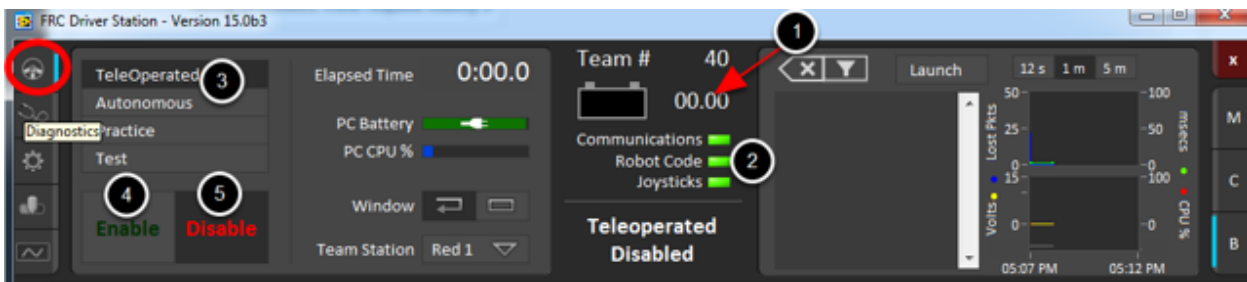 FRC Driver Station - Version 15.0b3
TeleOperated
Autonomous
Practice
Test
Diagnostics
Enable
Disable
3
4
5
Elapsed Time 0:00.0
PC Battery
PC CPU %
Window
Team Station Red 1
Team # 40
00.00
Communications
Robot Code
Joysticks
Teleoperated
Disabled
1
2
Launch
12 s 1 m 5 m
Lost Pkts
50
25
0
100
50
0
msecs
Volts
15
0
100
0
CPU %
05:07 PM 05:12 PM
x
M
C
B